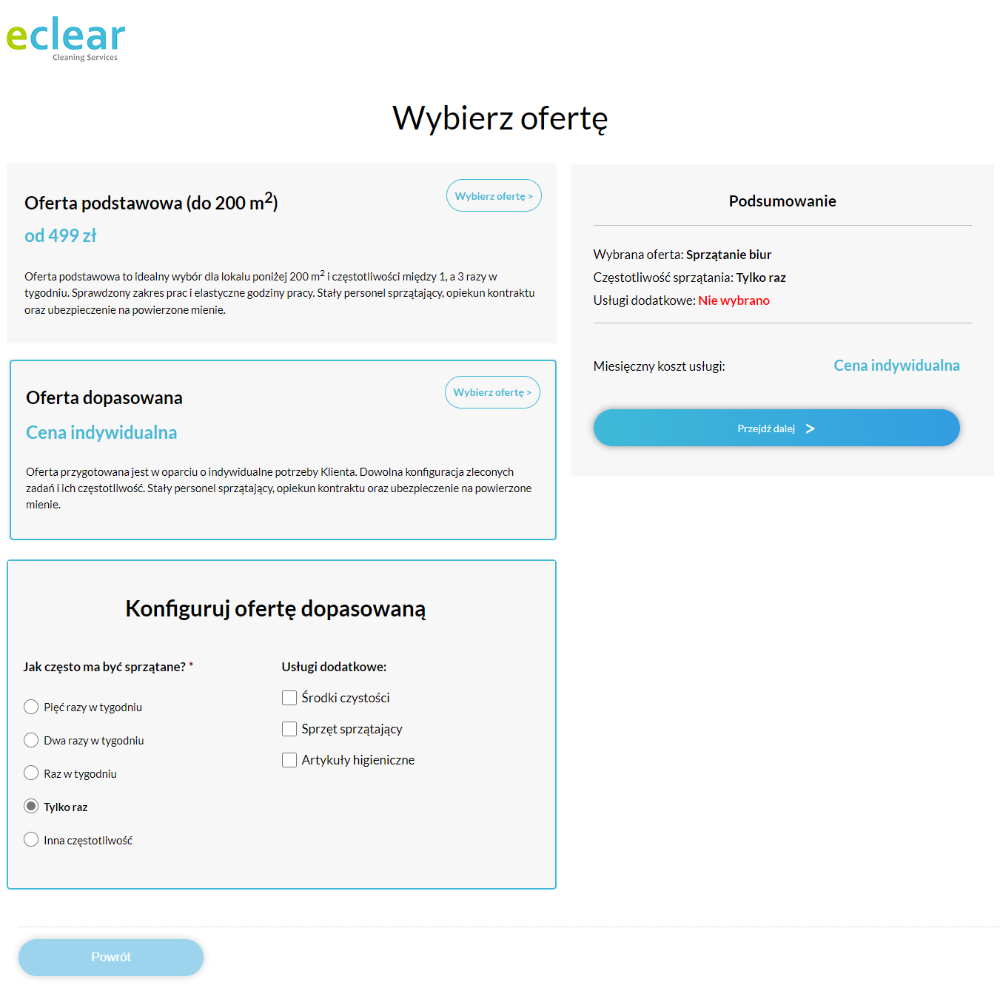 eclear
Cleaning Services
Wybierz ofertę
Oferta podstawowa (do 200 m²)
Wybierz ofertę >
od 499 zł
Oferta podstawowa to idealny wybór dla lokalu poniżej 200 m² i częstotliwości między 1, a 3 razy w
tygodniu. Sprawdzony zakres prac i elastyczne godziny pracy. Stały personel sprzątający, opiekun kontraktu
oraz ubezpieczenie na powierzone mienie.
Oferta dopasowana
Wybierz ofertę >
Cena indywidualna
Oferta przygotowana jest w oparciu o indywidualne potrzeby Klienta. Dowolna konfiguracja zleconych
zadań i ich częstotliwość. Stały personel sprzątający, opiekun kontraktu oraz ubezpieczenie na powierzone
mienie.
Konfiguruj ofertę dopasowaną
Jak często ma być sprzątane? *
Pięć razy w tygodniu
Dwa razy w tygodniu
Raz w tygodniu
Tylko raz
Inna częstotliwość
Usługi dodatkowe:
Środki czystości
Sprzęt sprzątający
Artykuły higieniczne
Podsumowanie
Wybrana oferta: Sprzątanie biur
Częstotliwość sprzątania: Tylko raz
Usługi dodatkowe: Nie wybrano
Miesięczny koszt usługi:
Cena indywidualna
Przejdź dalej >
Powrót